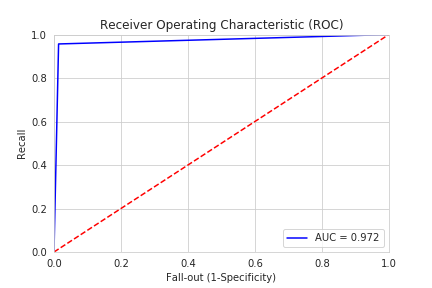 Receiver Operating Characteristic (ROC)
1.0
0.8
0.6
0.4
0.2
0.0
Recall
0.0 0.2 0.4 0.6 0.8 1.0
Fall-out (1-Specificity)
AUC = 0.972